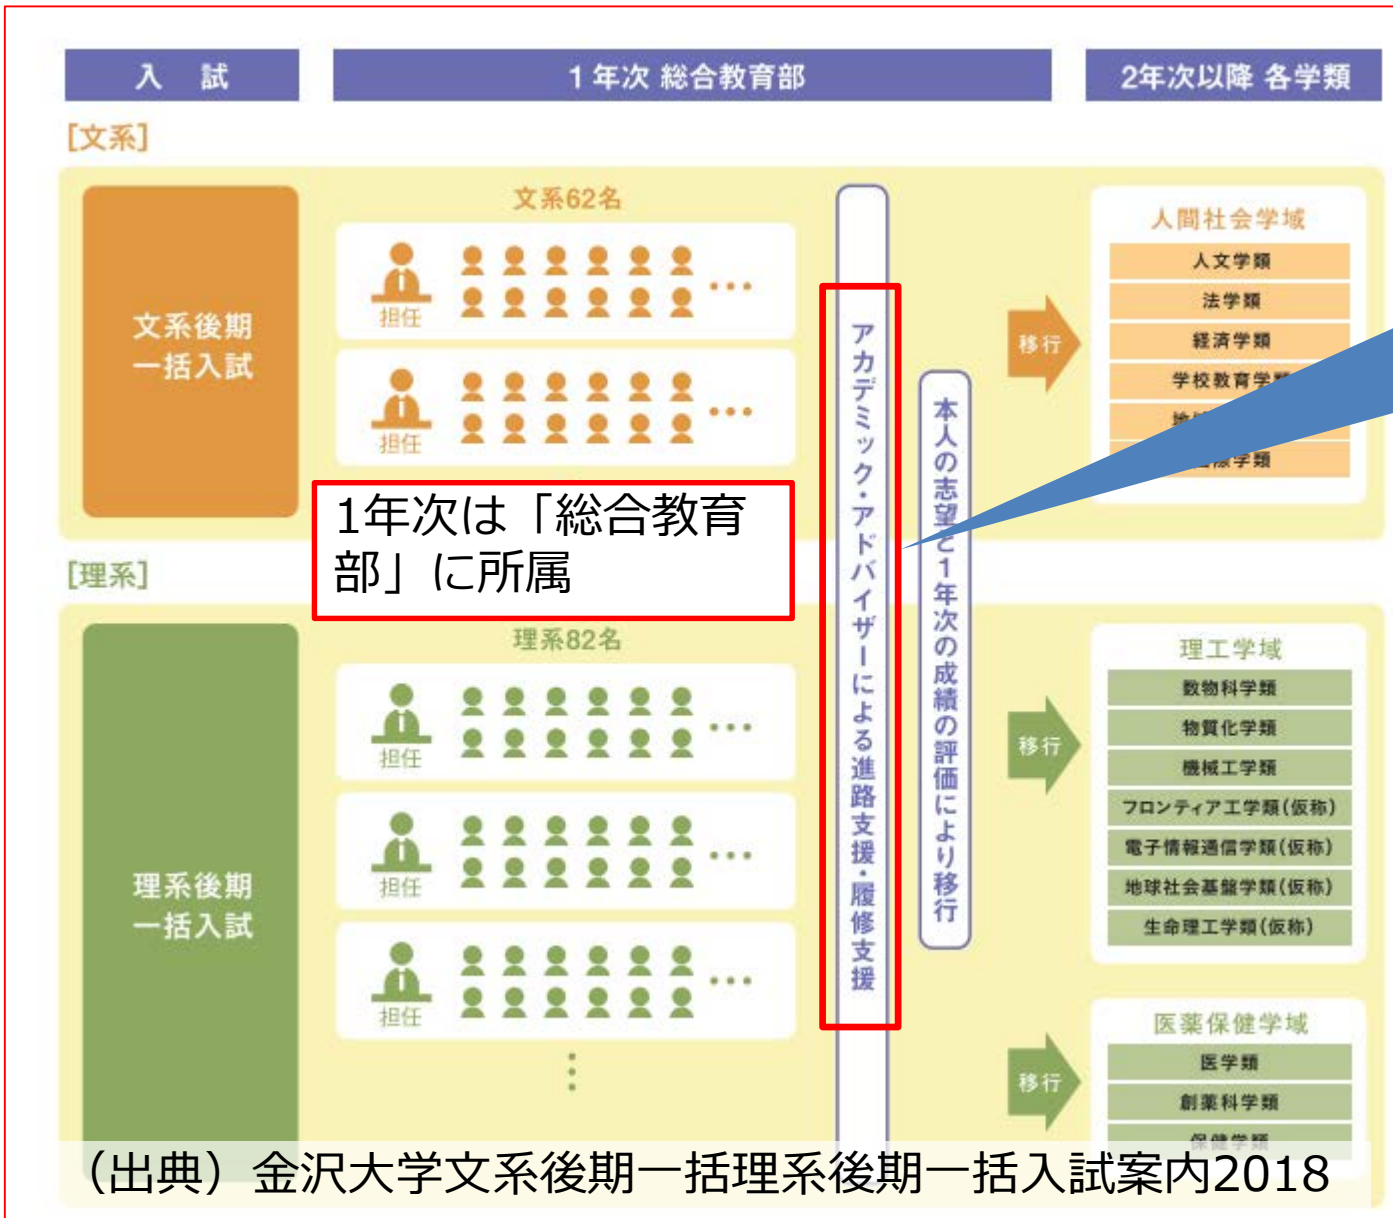 入 試
1年次 総合教育部
2年次以降 各学類
[文系]
文系後期
一括入試
文系62名
担任
担任
1年次は「総合教育
部」に所属
アカデミック・アドバイザーによる進路支援・履修支援
本人の志望と1年次の成績の評価により移行
移行
人間社会学域
人文学類
法学類
経済学類
学校教育学類
学類
[理系]
理系後期
一括入試
理系82名
担任
担任
担任
移行
理工学域
数物科学類
物質化学類
機械工学類
フロンティア工学類(仮称)
電子情報通信学類(仮称)
地球社会基盤学類(仮称)
生命理工学類(仮称)
移行
医薬保健学域
医学類
創薬科学類
保健学類
（出典）金沢大学文系後期一括理系後期一括入試案内2018